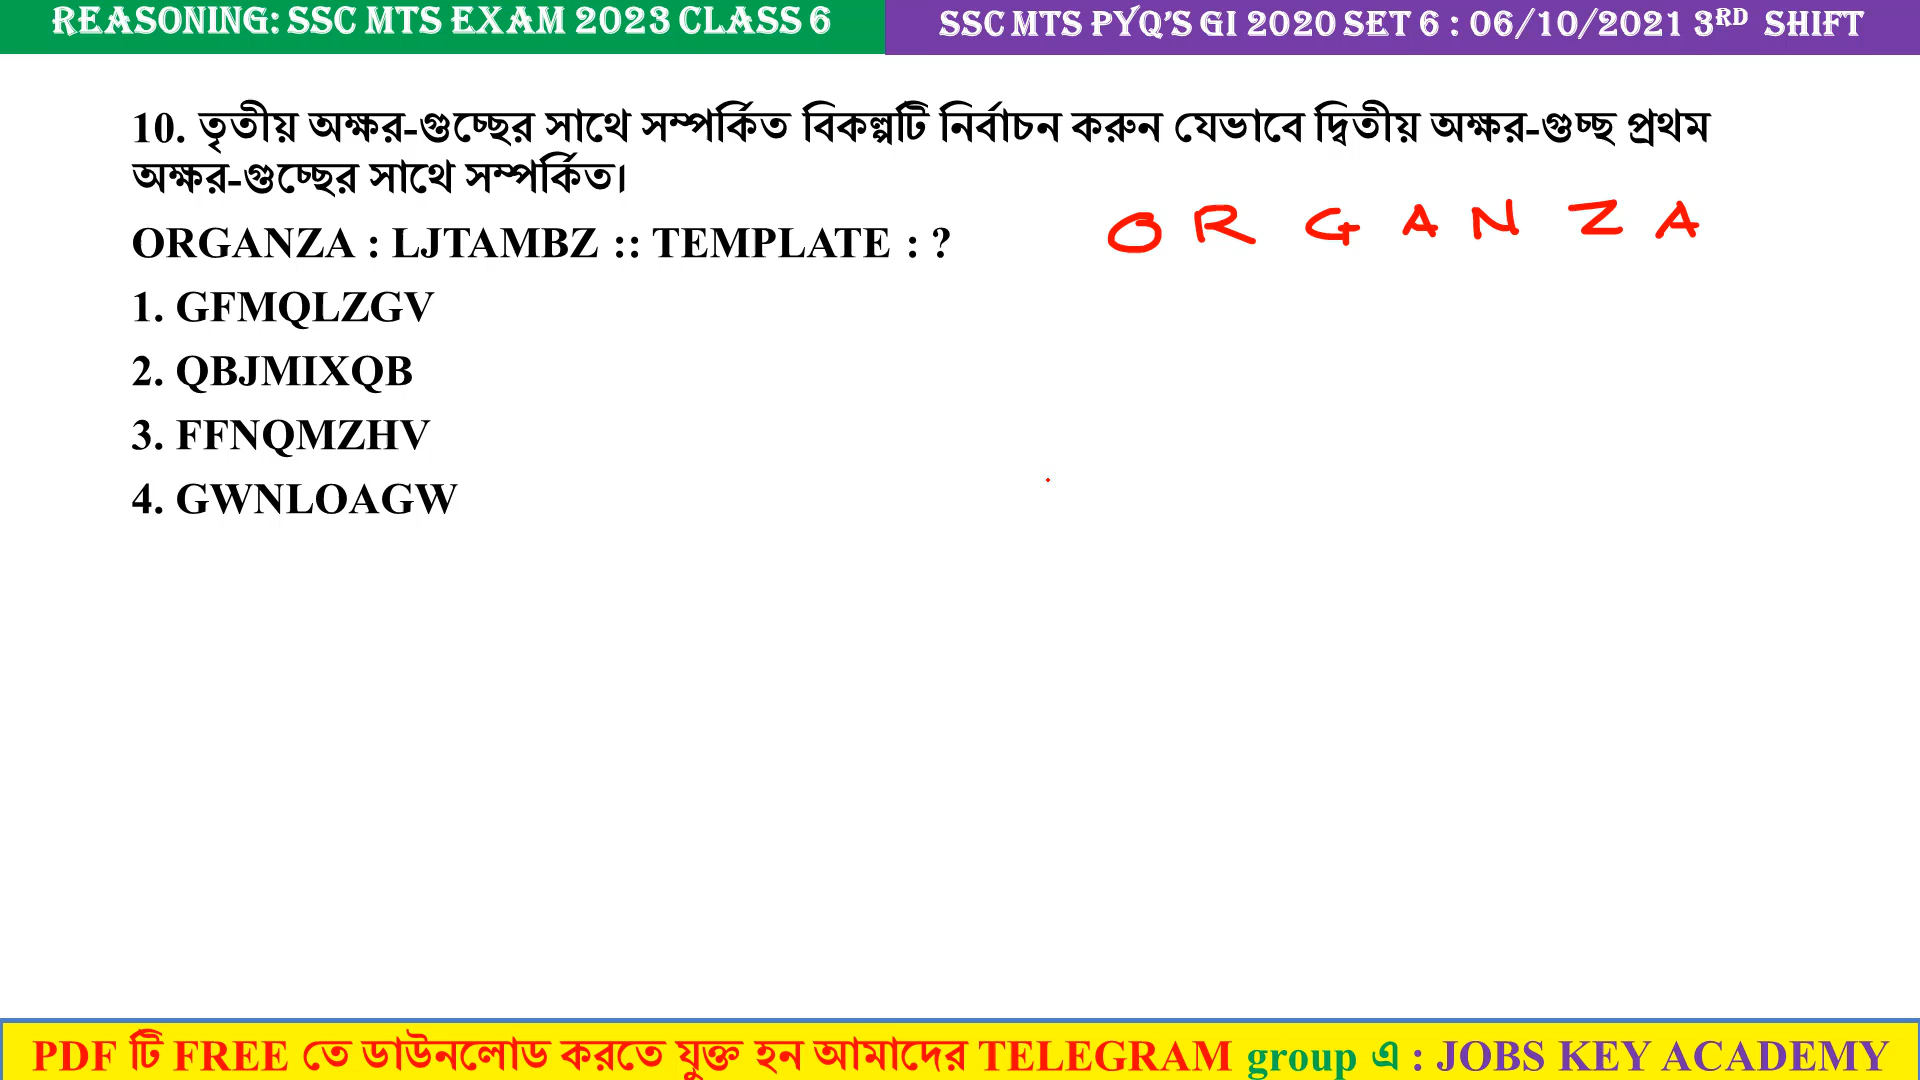 REASONING: SSC MTS EXAM 2023 CLASS 6
SSC MTS PYQ'S GI 2020 SET 6 : 06/10/2021 3RD SHIFT
10. তৃতীয় অক্ষর-গুচ্ছের সাথে সম্পর্কিত বিকল্পটি নির্বাচন করুন যেভাবে দ্বিতীয় অক্ষর-গুচ্ছ প্রথম
অক্ষর-গুচ্ছের সাথে সম্পর্কিত।
O R G A N Z A
ORGANZA : LJTAMBZ :: TEMPLATE : ?
1. GFMQLZGV
2. QBJMIXQB
3. FFNQMZHV
4. GWNLOAGW
PDF টি FREE তে ডাউনলোড করতে যুক্ত হন আমাদের TELEGRAM group এ : JOBS KEY ACADEMY